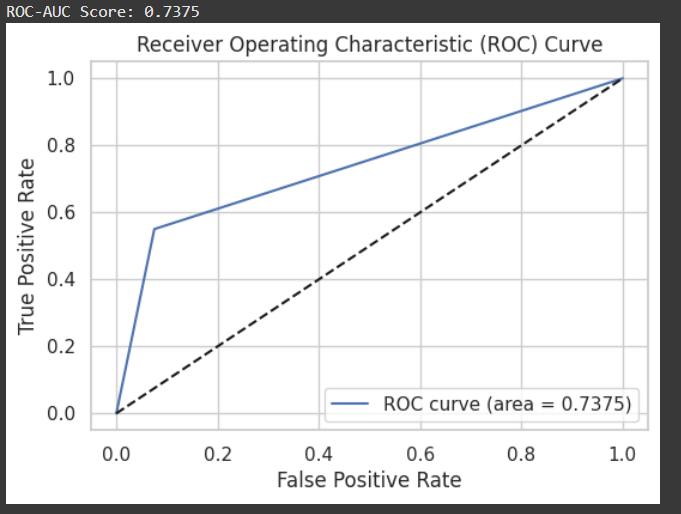 ROC-AUC Score: 0.7375
Receiver Operating Characteristic (ROC) Curve
True Positive Rate
1.0
0.8
0.6
0.4
0.2
0.0
ROC curve (area = 0.7375)
0.0 0.2 0.4 0.6 0.8 1.0
False Positive Rate